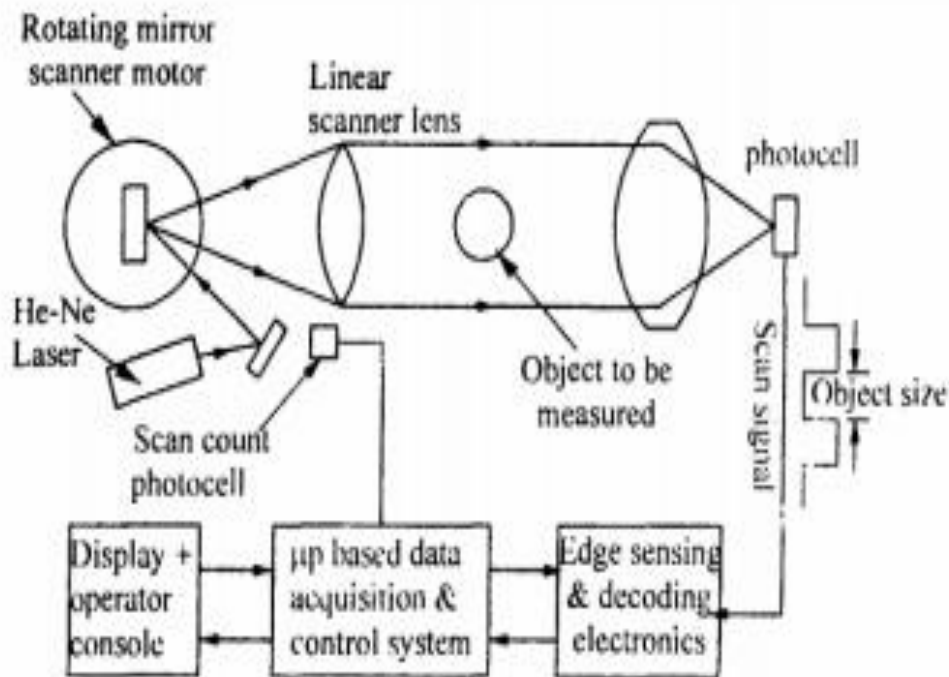 Rotating mirror
scanner motor
Linear
scanner lens
photocell
He-Ne
Laser
Object to be
measured
Scan count
photocell
Scan signal
Object size
Display +
operator
console
μp based data
acquisition &
control system
Edge sensing
& decoding
electronics